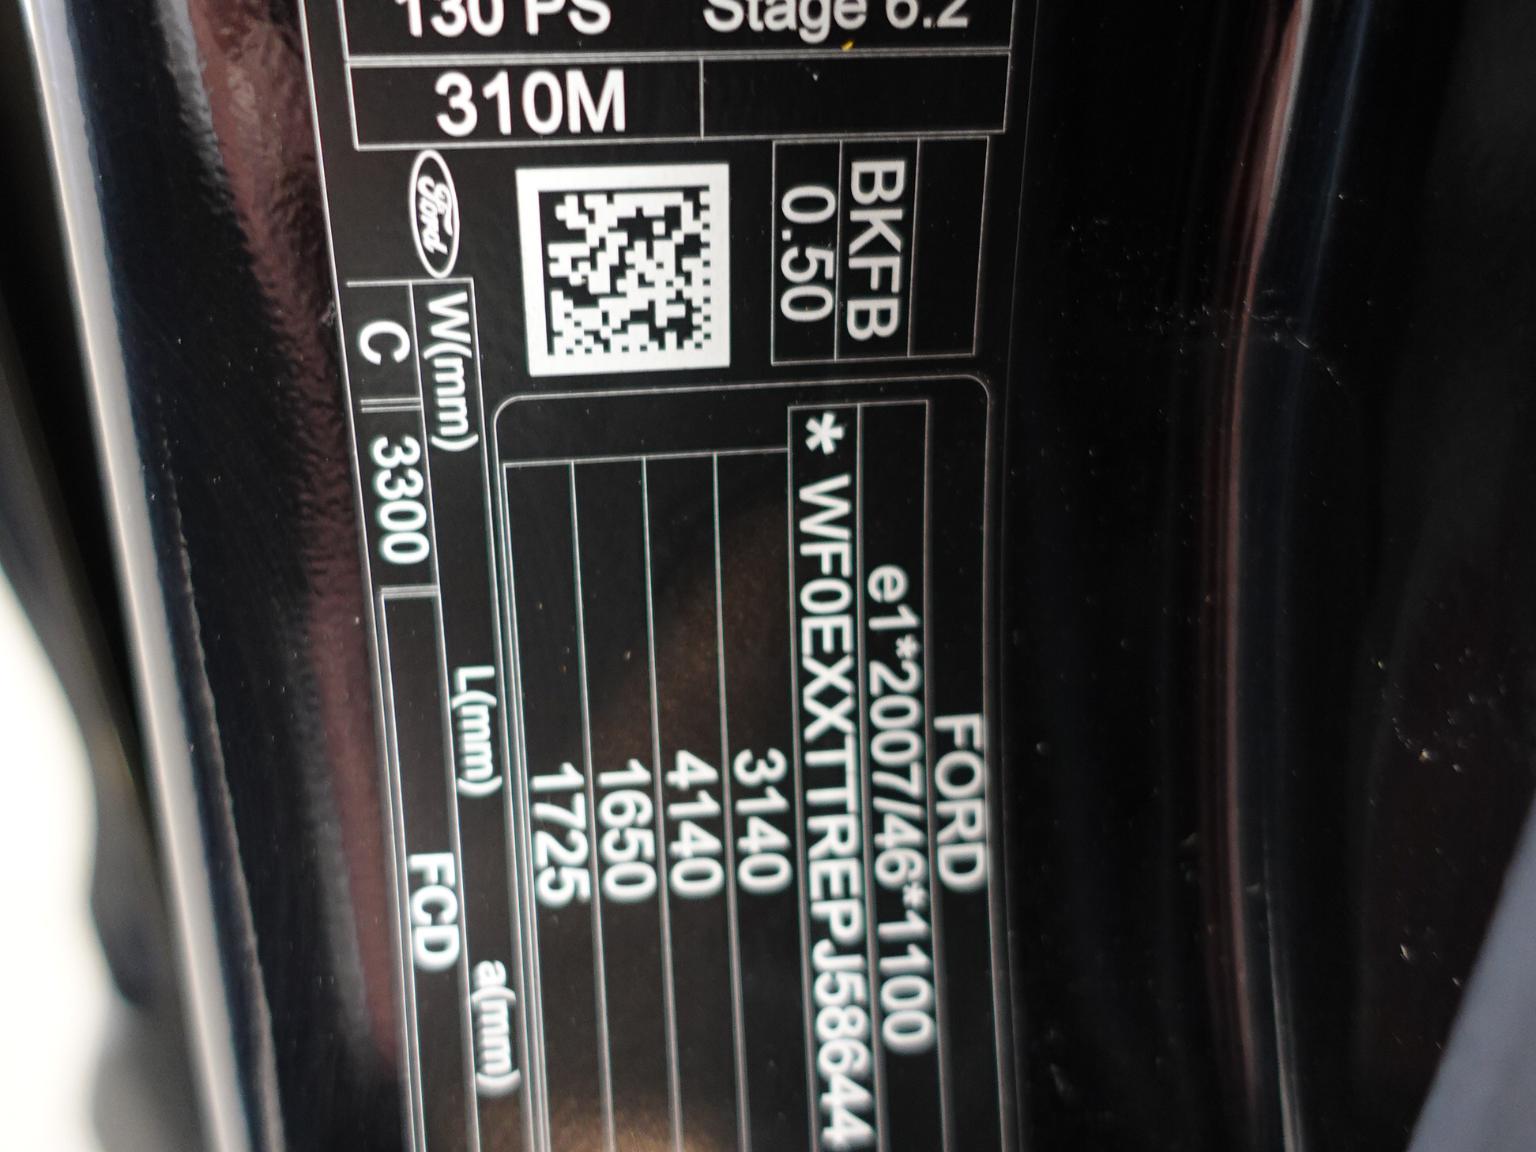 130 PS Stage 6.2
310M
BKFB
0.50
FORD
e1*2007/46*1100
* WF0EXXTTREPJ58644
3140
4140
1650
1725
Ford
W(mm) L(mm) a(mm)
C 3300 FCD